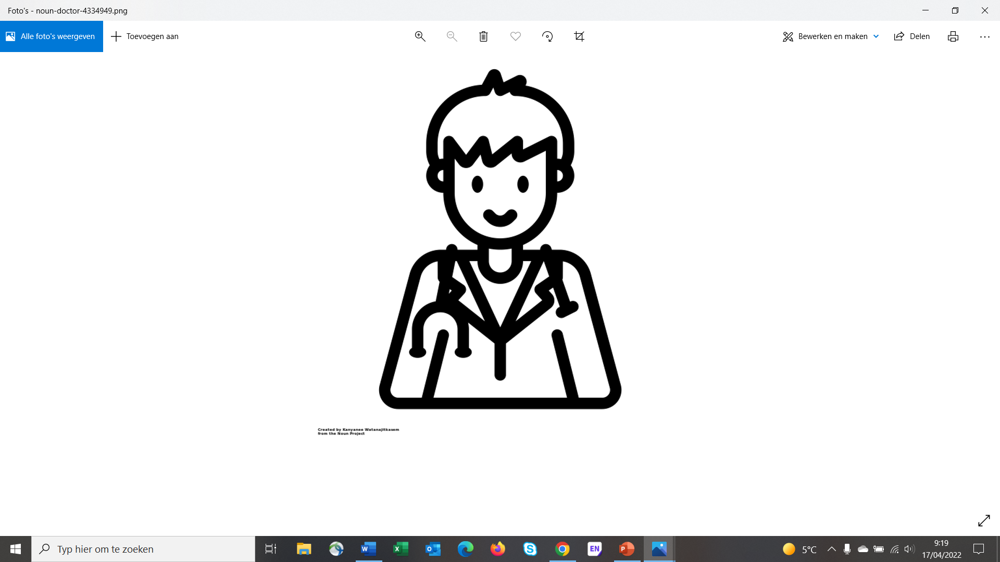 Foto's - noun-doctor-4334949.png
Alle foto's weergeven
Toevoegen aan
Bewerken en maken
Delen
Created by Kanyanee Watanajitkasem
from the Noun Project
Typ hier om te zoeken
EN
5°C
9:19
17/04/2022